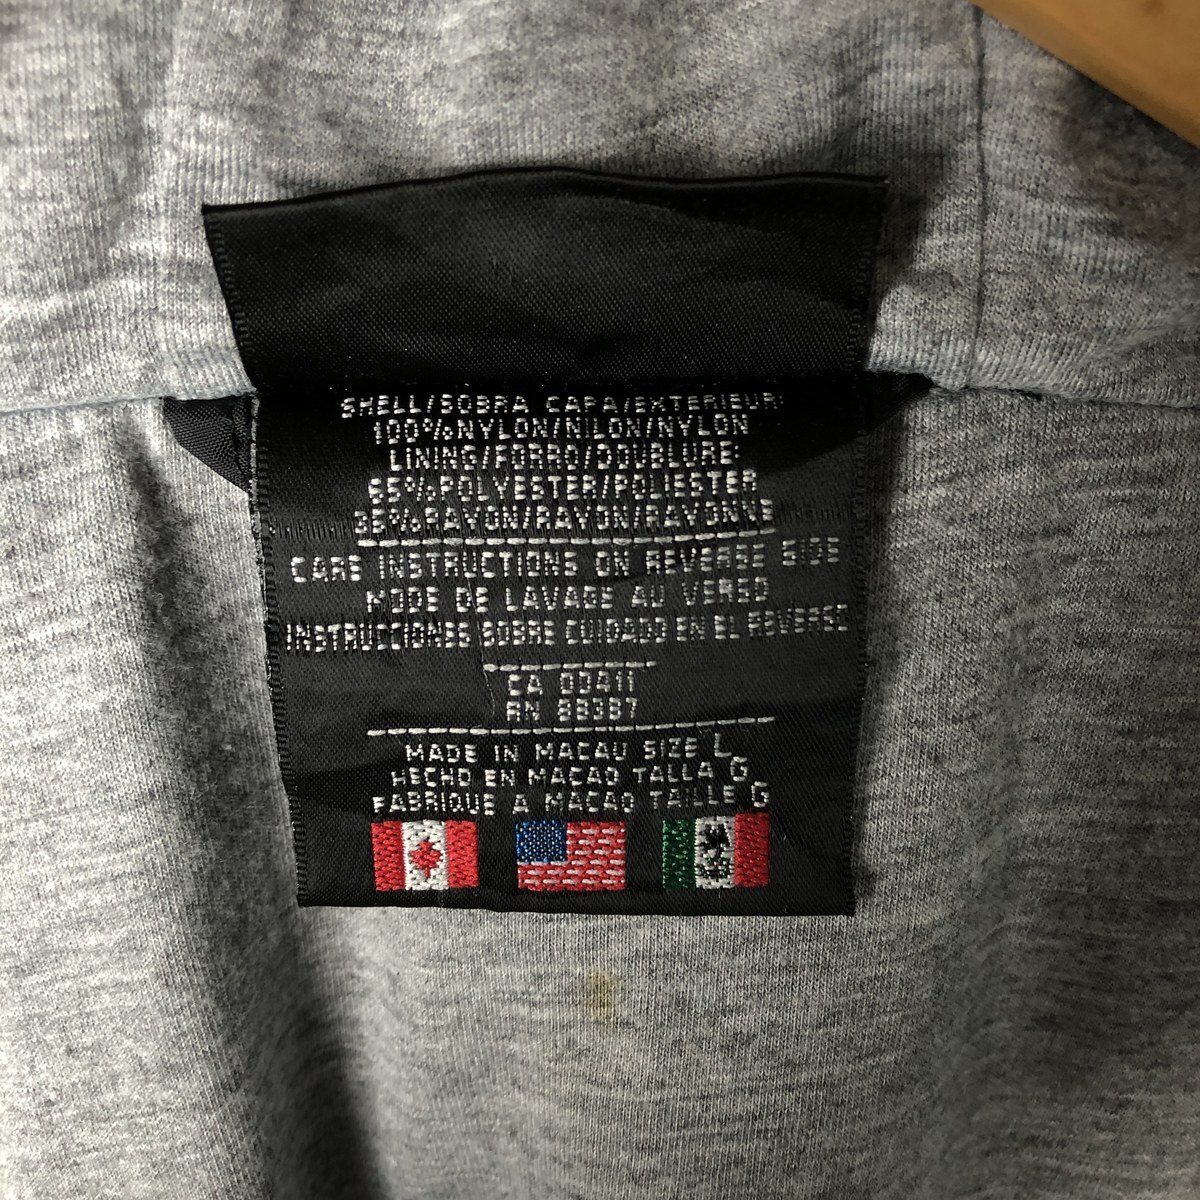 SHELL/SOBRA CAPA/EXTERIEUR:
100%NYLON/NILON/NYLON
LINING/FORRO/DOUBLURE:
65%POLYESTER/POLIESTER
35%RAYON/RAYON/RAYONNE
CARE INSTRUCTIONS ON REVERSE SIDE
MODE DE LAVAGE AU VERSO
INSTRUCCIONES SOBRE CUIDADO EN EL REVERSE
CA 00411
RN 88387
MADE IN MACAU SIZE L
HECHO EN MACAO TALLA G
FABRIQUE A MACAO TAILLE G